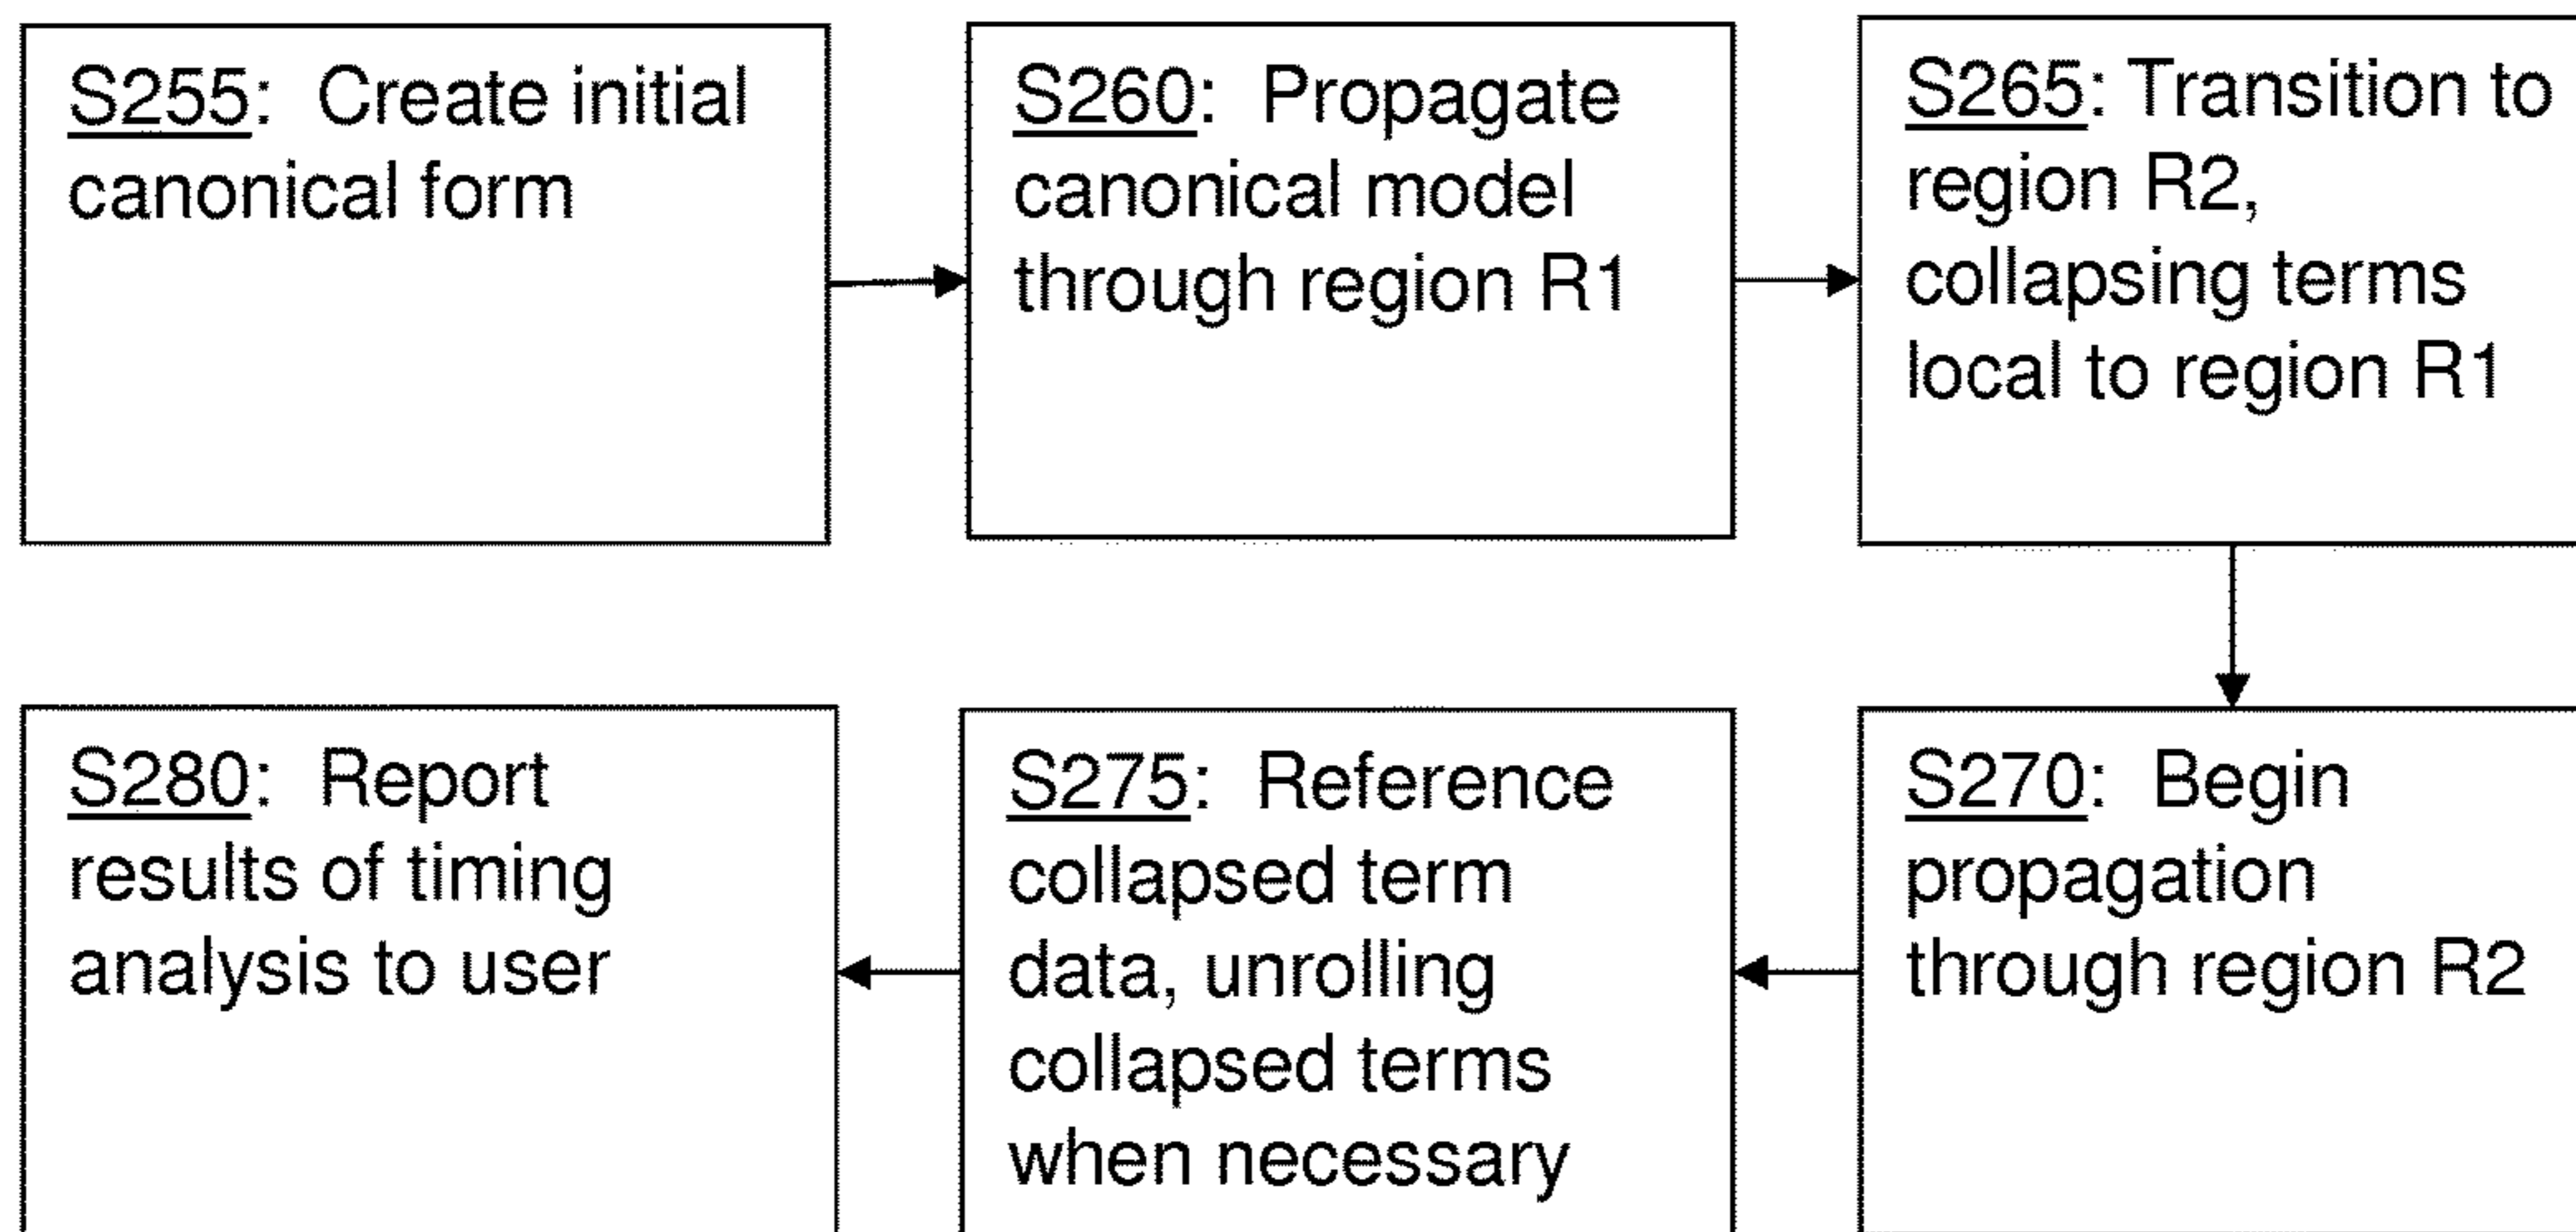 S255: Create initial
canonical form
S260: Propagate
canonical model
through region R1
S265: Transition to
region R2,
collapsing terms
local to region R1
S270: Begin
propagation
through region R2
S275: Reference
collapsed term
data, unrolling
collapsed terms
when necessary
S280: Report
results of timing
analysis to user